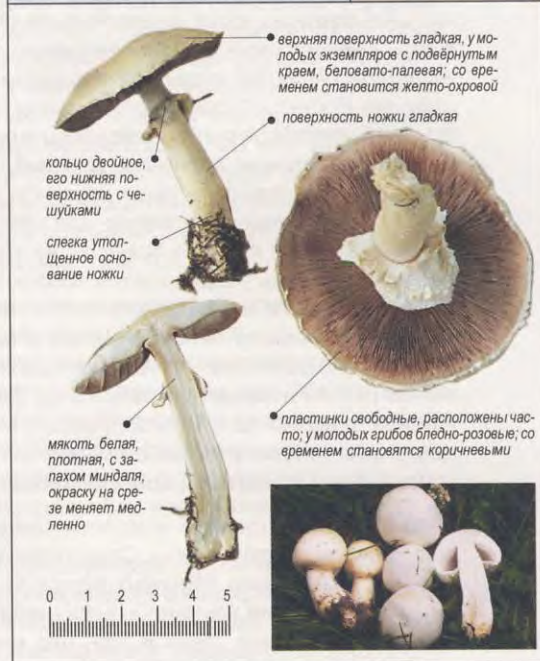 верхняя поверхность гладкая, у мо-
лодых экземпляров с подвёрнутым
краем, беловато-палевая; со вре-
менем становится желто-охровой
поверхность ножки гладкая
кольцо двойное,
его нижняя по-
верхность с че-
шуйками
слегка утол-
щенное осно-
вание ножки
пластинки свободные, расположены час-
то; у молодых грибов бледно-розовые; со
временем становятся коричневыми
мякоть белая,
плотная, с за-
пахом миндаля,
окраску на сре-
зе меняет мед-
ленно
0 1 2 3 4 5